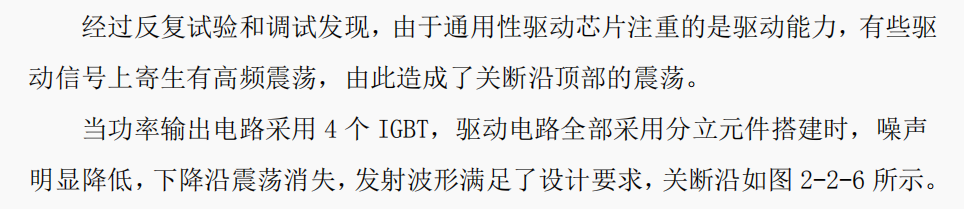 经过反复试验和调试发现，由于通用性驱动芯片注重的是驱动能力，有些驱
动信号上寄生有高频震荡，由此造成了关断沿顶部的震荡。
当功率输出电路采用 4 个 IGBT，驱动电路全部采用分立元件搭建时，噪声
明显降低，下降沿震荡消失，发射波形满足了设计要求，关断沿如图 2-2-6 所示。